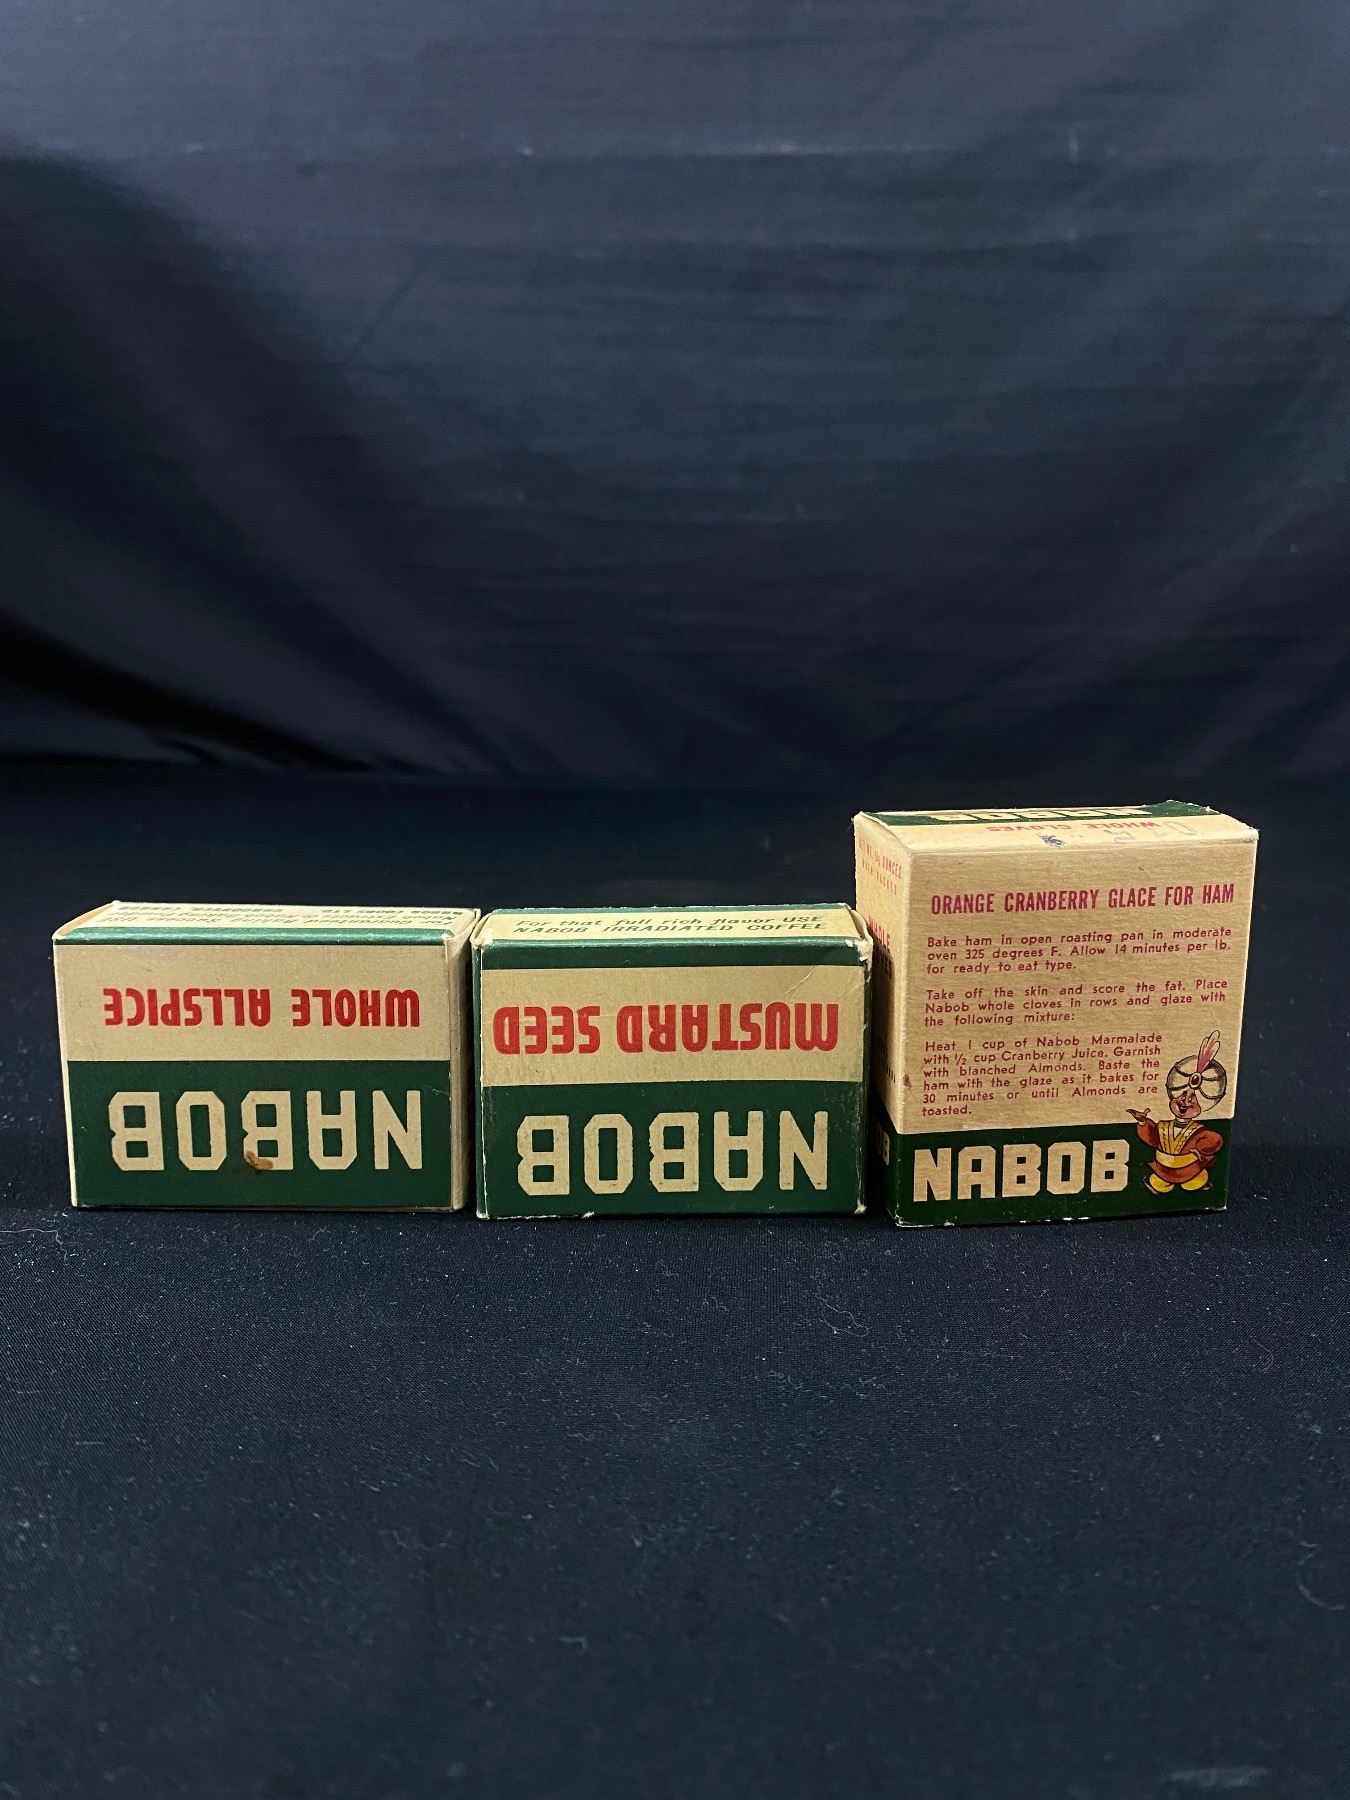 WHOLE ALLSPICE
NABOB
that full rich flavor USE
NABOB IRRADIATED COFFEE
MUSTARD SEED
NABOB
NABOB
WHOLE CLOVES
WHOLE
ORANGE CRANBERRY GLACE FOR HAM
Bake ham in open roasting pan in moderate
oven 325 degrees F. Allow 14 minutes per lb.
for ready to eat type.
Take off the skin and score the fat. Place
Nabob whole cloves in rows and glaze with
the following mixture:
Heat 1 cup of Nabob Marmalade
with ½ cup Cranberry Juice. Garnish
with blanched Almonds. Baste the
ham with the glaze as it bakes for
30 minutes or until Almonds are
toasted.
NABOB